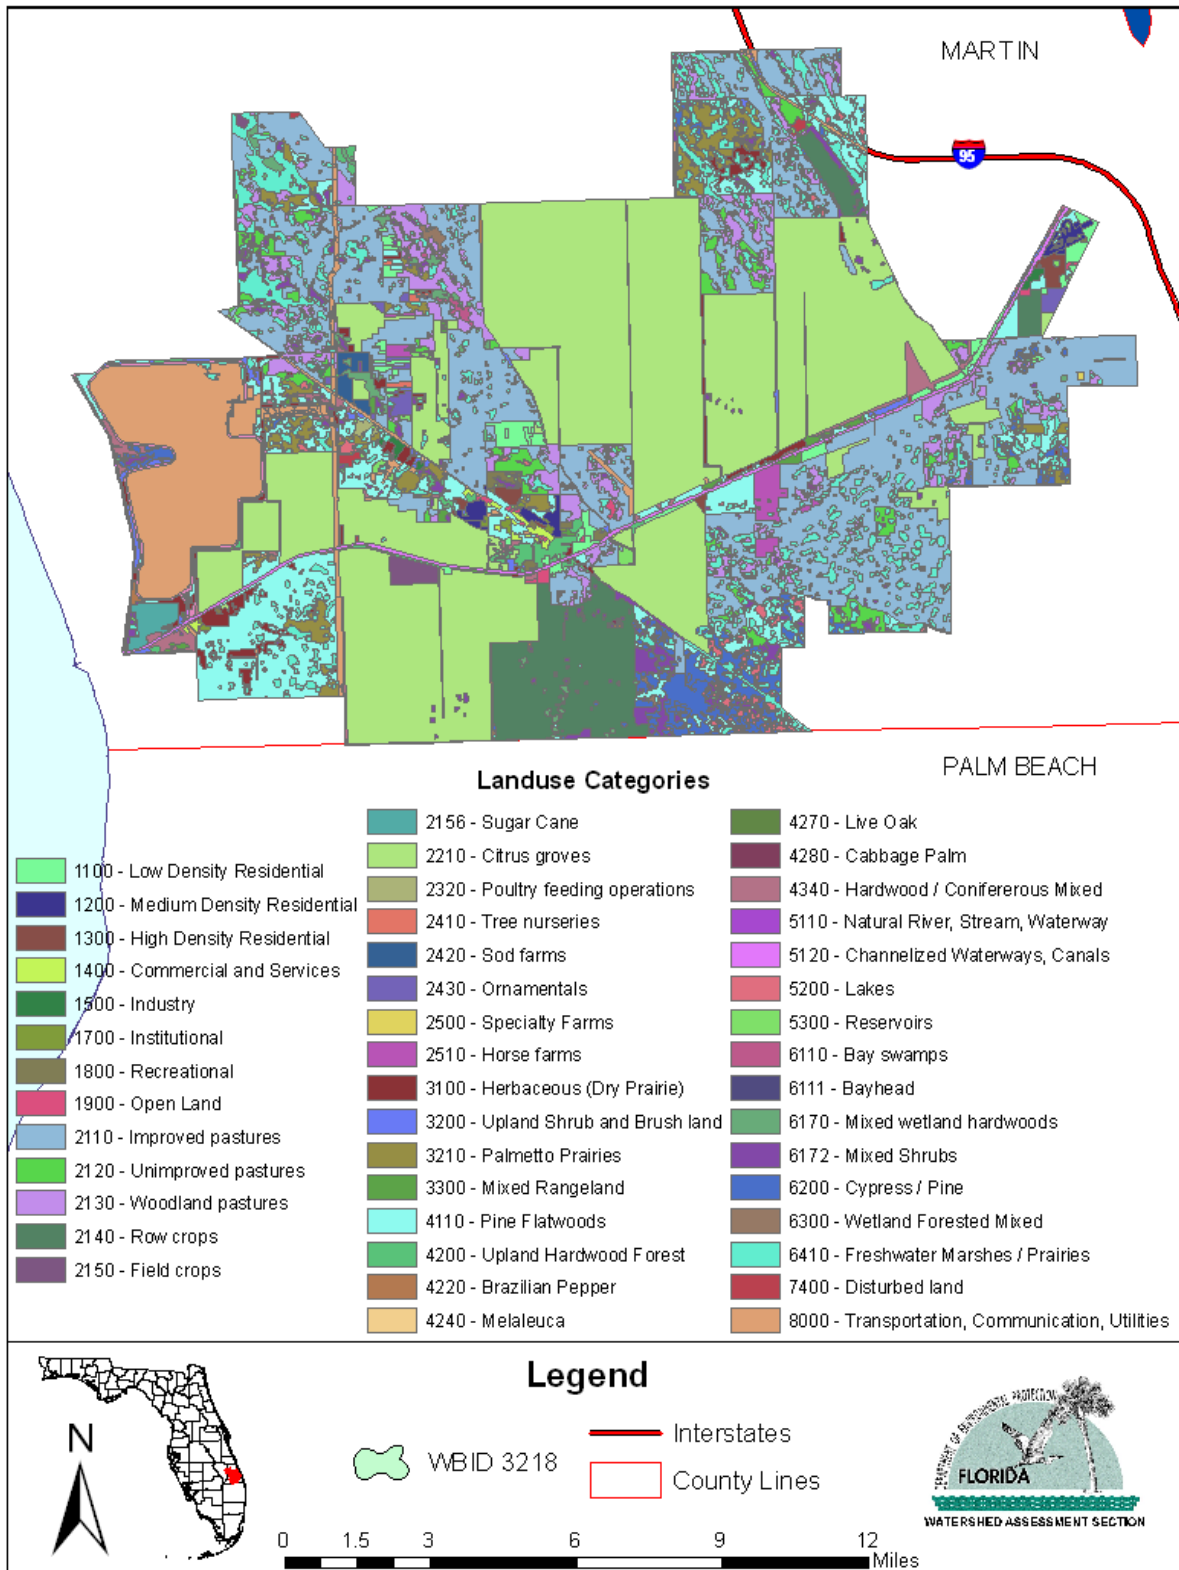 MARTIN
95
PALM BEACH
Landuse Categories
1100 - Low Density Residential
1200 - Medium Density Residential
1300 - High Density Residential
1400 - Commercial and Services
1500 - Industry
1700 - Institutional
1800 - Recreational
1900 - Open Land
2110 - Improved pastures
2120 - Unimproved pastures
2130 - Woodland pastures
2140 - Row crops
2150 - Field crops
2156 - Sugar Cane
2210 - Citrus groves
2320 - Poultry feeding operations
2410 - Tree nurseries
2420 - Sod farms
2430 - Ornamentals
2500 - Specialty Farms
2510 - Horse farms
3100 - Herbaceous (Dry Prairie)
3200 - Upland Shrub and Brush land
3210 - Palmetto Prairies
3300 - Mixed Rangeland
4110 - Pine Flatwoods
4200 - Upland Hardwood Forest
4220 - Brazilian Pepper
4240 - Melaleuca
4270 - Live Oak
4280 - Cabbage Palm
4340 - Hardwood / Conifererous Mixed
5110 - Natural River, Stream, Waterway
5120 - Channelized Waterways, Canals
5200 - Lakes
5300 - Reservoirs
6110 - Bay swamps
6111 - Bayhead
6170 - Mixed wetland hardwoods
6172 - Mixed Shrubs
6200 - Cypress / Pine
6300 - Wetland Forested Mixed
6410 - Freshwater Marshes / Prairies
7400 - Disturbed land
8000 - Transportation, Communication, Utilities
Legend
N
WBID 3218
Interstates
County Lines
DEPARTMENT OF ENVIRONMENTAL PROTECTION
FLORIDA
WATERSHED ASSESSMENT SECTION
0 1.5 3 6 9 12
Miles